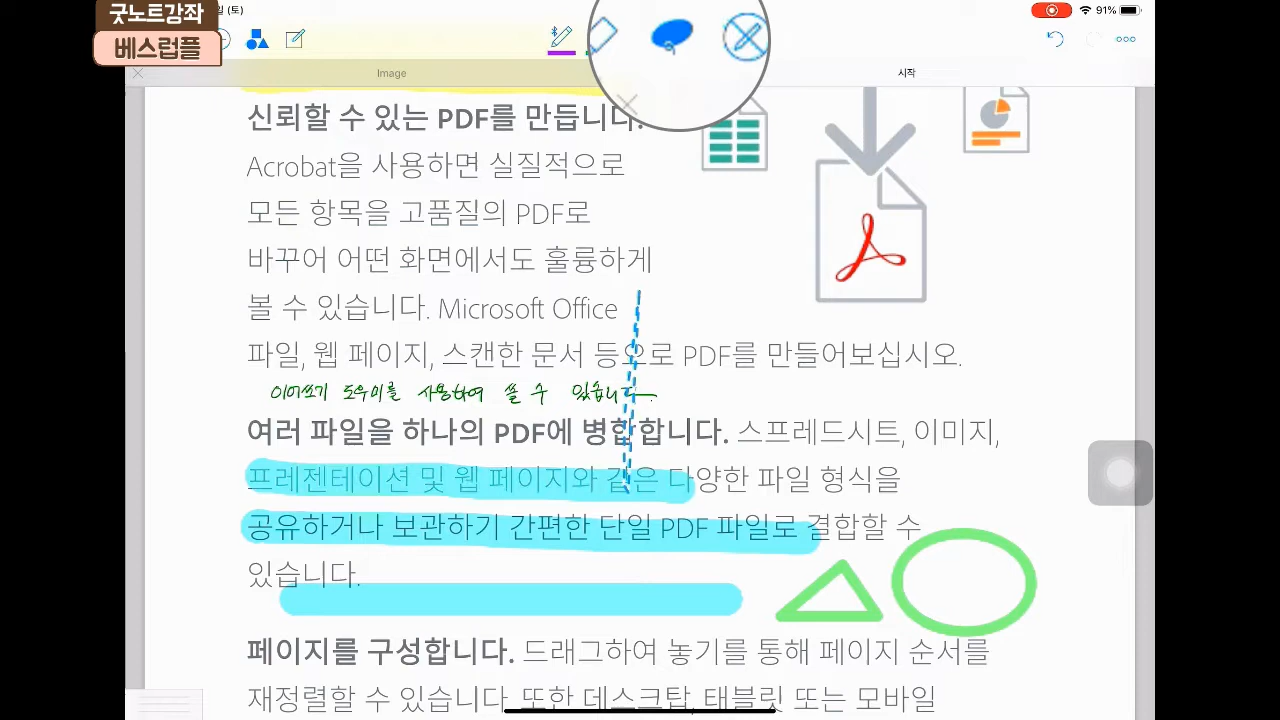 굿노트강좌
베스럽플
일 (토)
91%
Image
시작
신뢰할 수 있는 PDF를 만듭니다.
Acrobat을 사용하면 실질적으로
모든 항목을 고품질의 PDF로
바꾸어 어떤 화면에서도 훌륭하게
볼 수 있습니다. Microsoft Office
파일, 웹 페이지, 스캔한 문서 등으로 PDF를 만들어보십시오.
이어쓰기 도우미를 사용하여 쓸 수 있습니다.
여러 파일을 하나의 PDF에 병합합니다. 스프레드시트, 이미지,
프레젠테이션 및 웹 페이지와 같은 다양한 파일 형식을
공유하거나 보관하기 간편한 단일 PDF 파일로 결합할 수
있습니다.
페이지를 구성합니다. 드래그하여 놓기를 통해 페이지 순서를
재정렬할 수 있습니다. 또한 데스크탑, 태블릿 또는 모바일